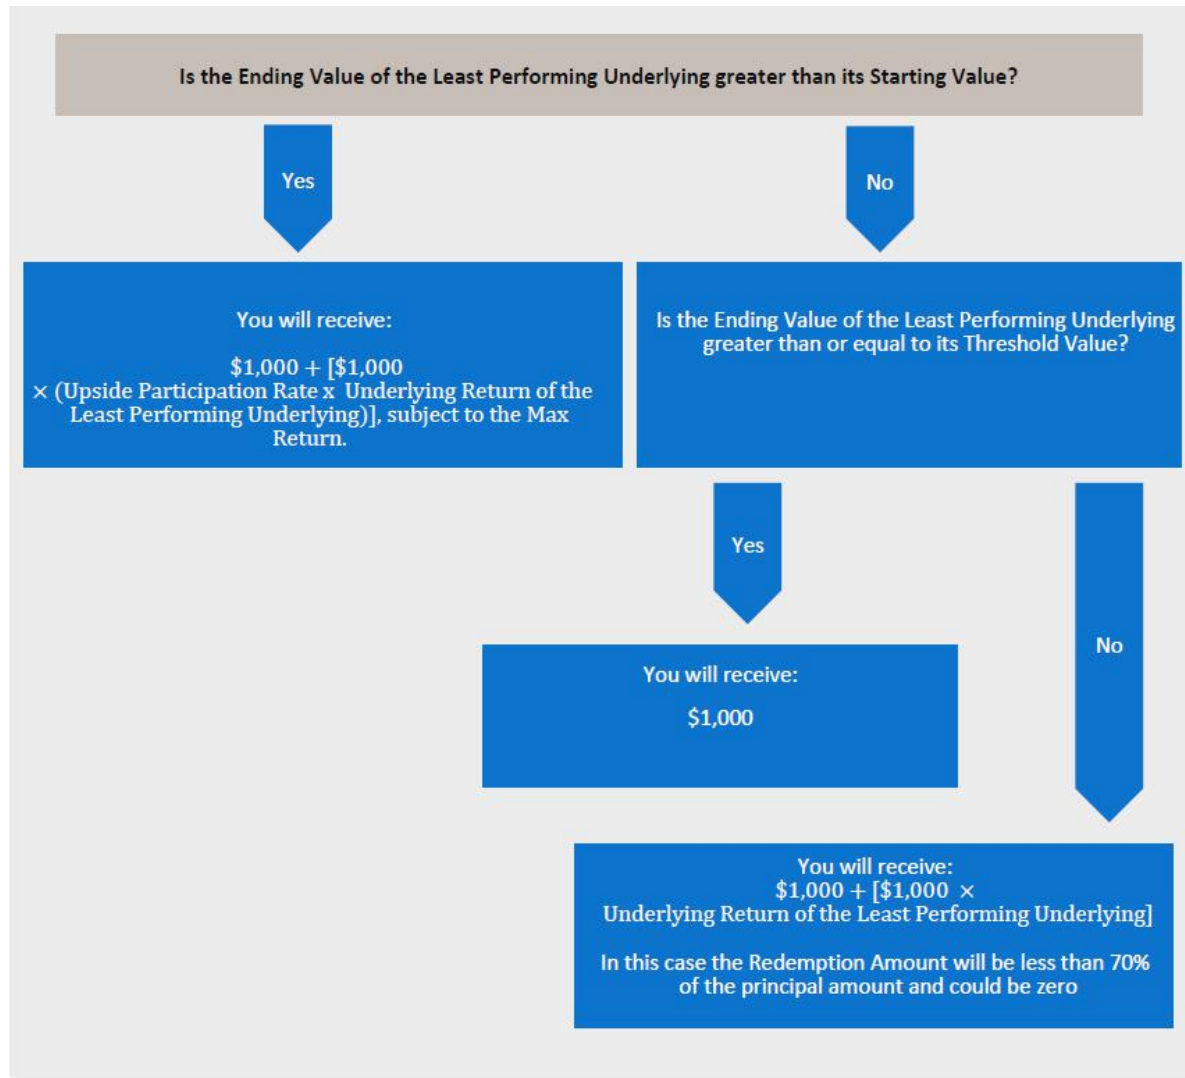 Is the Ending Value of the Least Performing Underlying greater than its Starting Value?
Yes
No
You will receive:
$1,000 + [$1,000
× (Upside Participation Rate x Underlying Return of the
Least Performing Underlying)], subject to the Max
Return.
Is the Ending Value of the Least Performing Underlying
greater than or equal to its Threshold Value?
Yes
No
You will receive:
$1,000
You will receive:
$1,000 + [$1,000 ×
Underlying Return of the Least Performing Underlying]
In this case the Redemption Amount will be less than 70%
of the principal amount and could be zero